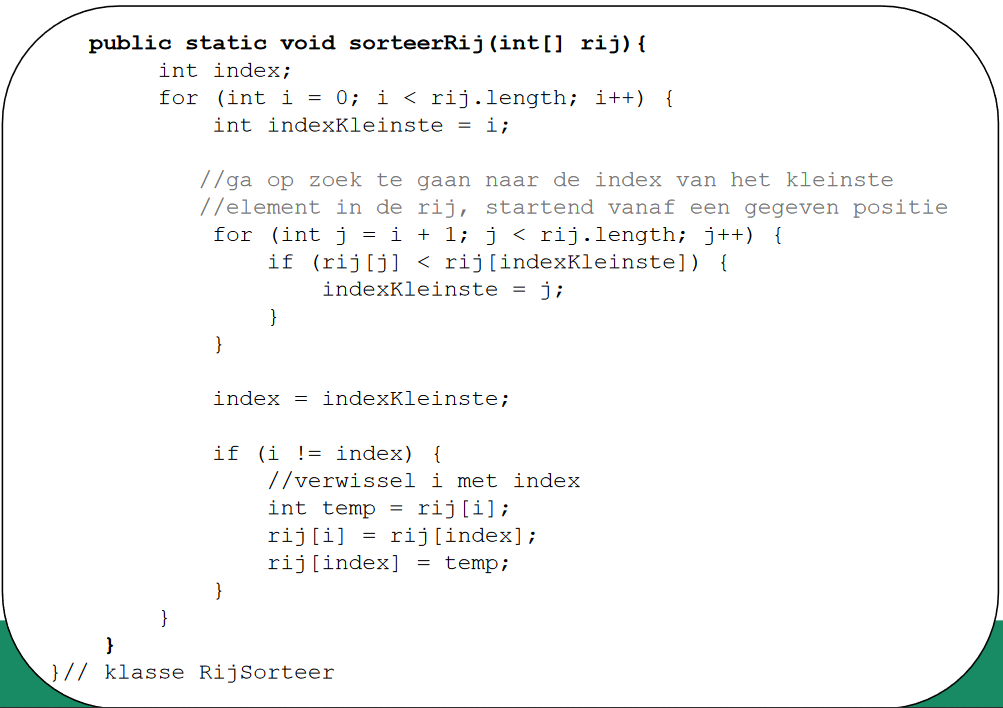 public static void sorteerRij(int[] rij){
int index;
for (int i = 0; i < rij.length; i++) {
int indexKleinste = i;
//ga op zoek te gaan naar de index van het kleinste
//element in de rij, startend vanaf een gegeven positie
for (int j = i + 1; j < rij.length; j++) {
if (rij[j] < rij[indexKleinste]) {
indexKleinste = j;
}
}
index = indexKleinste;
if (i != index) {
//verwissel i met index
int temp = rij[i];
rij[i] = rij[index];
rij[index] = temp;
}
}
}
}// klasse RijSorteer